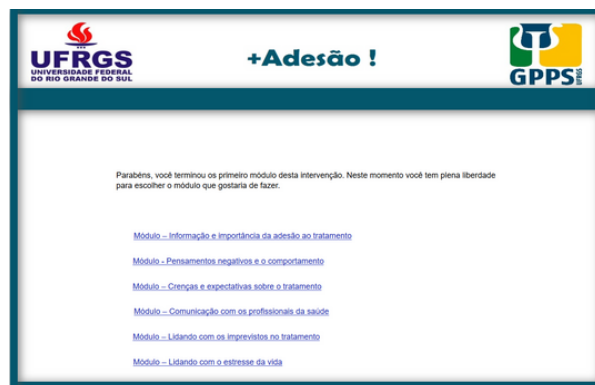 UFRGS
UNIVERSIDADE FEDERAL
DO RIO GRANDE DO SUL
+Adesão !
GPPS
UFRGS
Parabéns, você terminou os primeiro módulo desta intervenção. Neste momento você tem plena liberdade
para escolher o módulo que gostaria de fazer.
Módulo – Informação e importância da adesão ao tratamento
Módulo - Pensamentos negativos e o comportamento
Módulo – Crenças e expectativas sobre o tratamento
Módulo – Comunicação com os profissionais da saúde
Módulo – Lidando com os imprevistos no tratamento
Módulo – Lidando com o estresse da vida